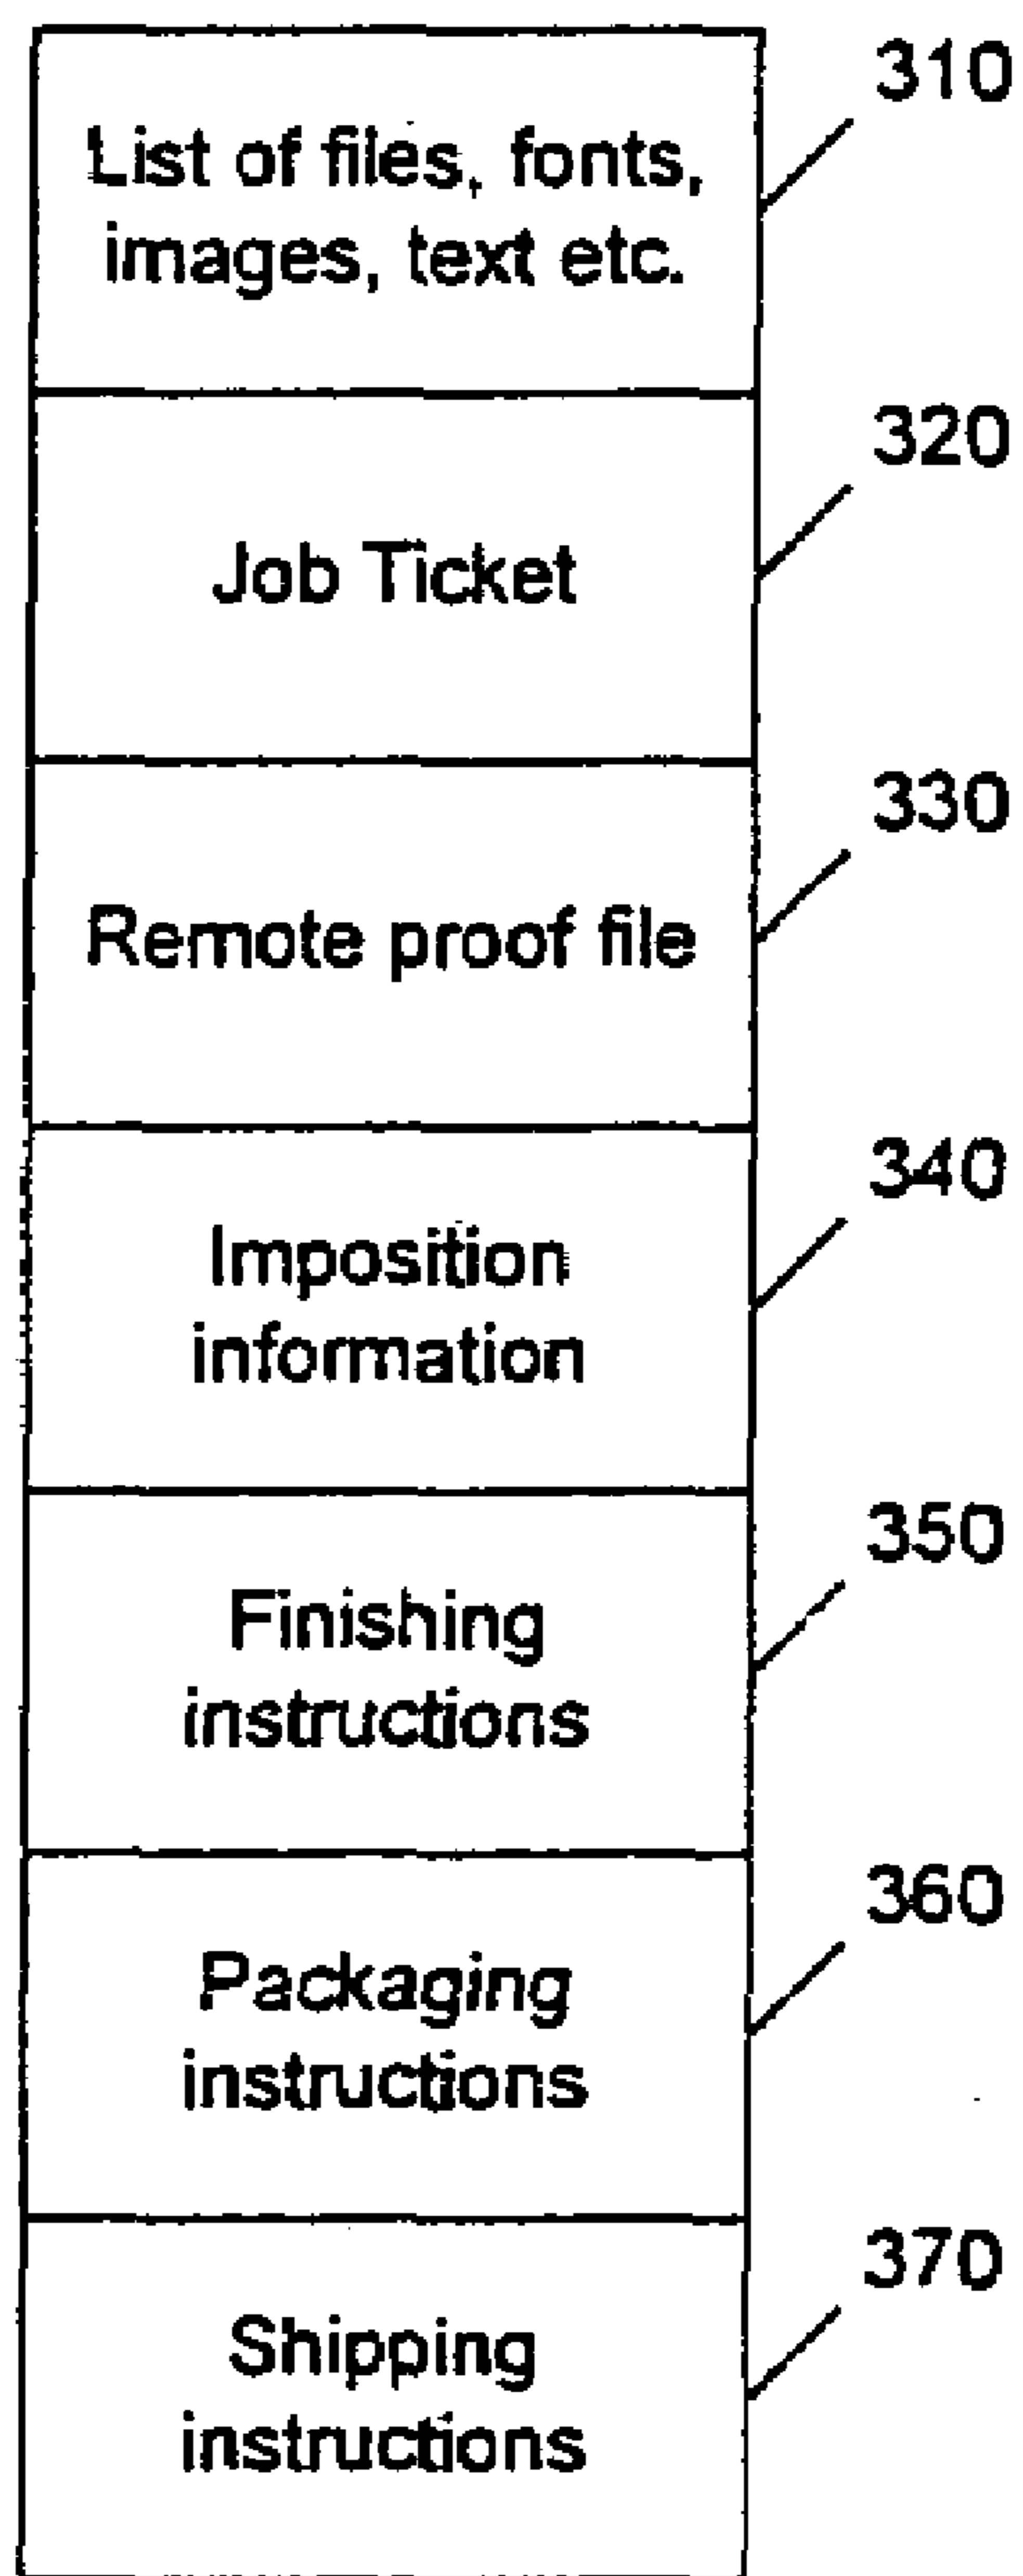 List of files, fonts,
images, text etc.
310
Job Ticket
320
Remote proof file
330
Imposition
information
340
Finishing
instructions
350
Packaging
instructions
360
Shipping
instructions
370